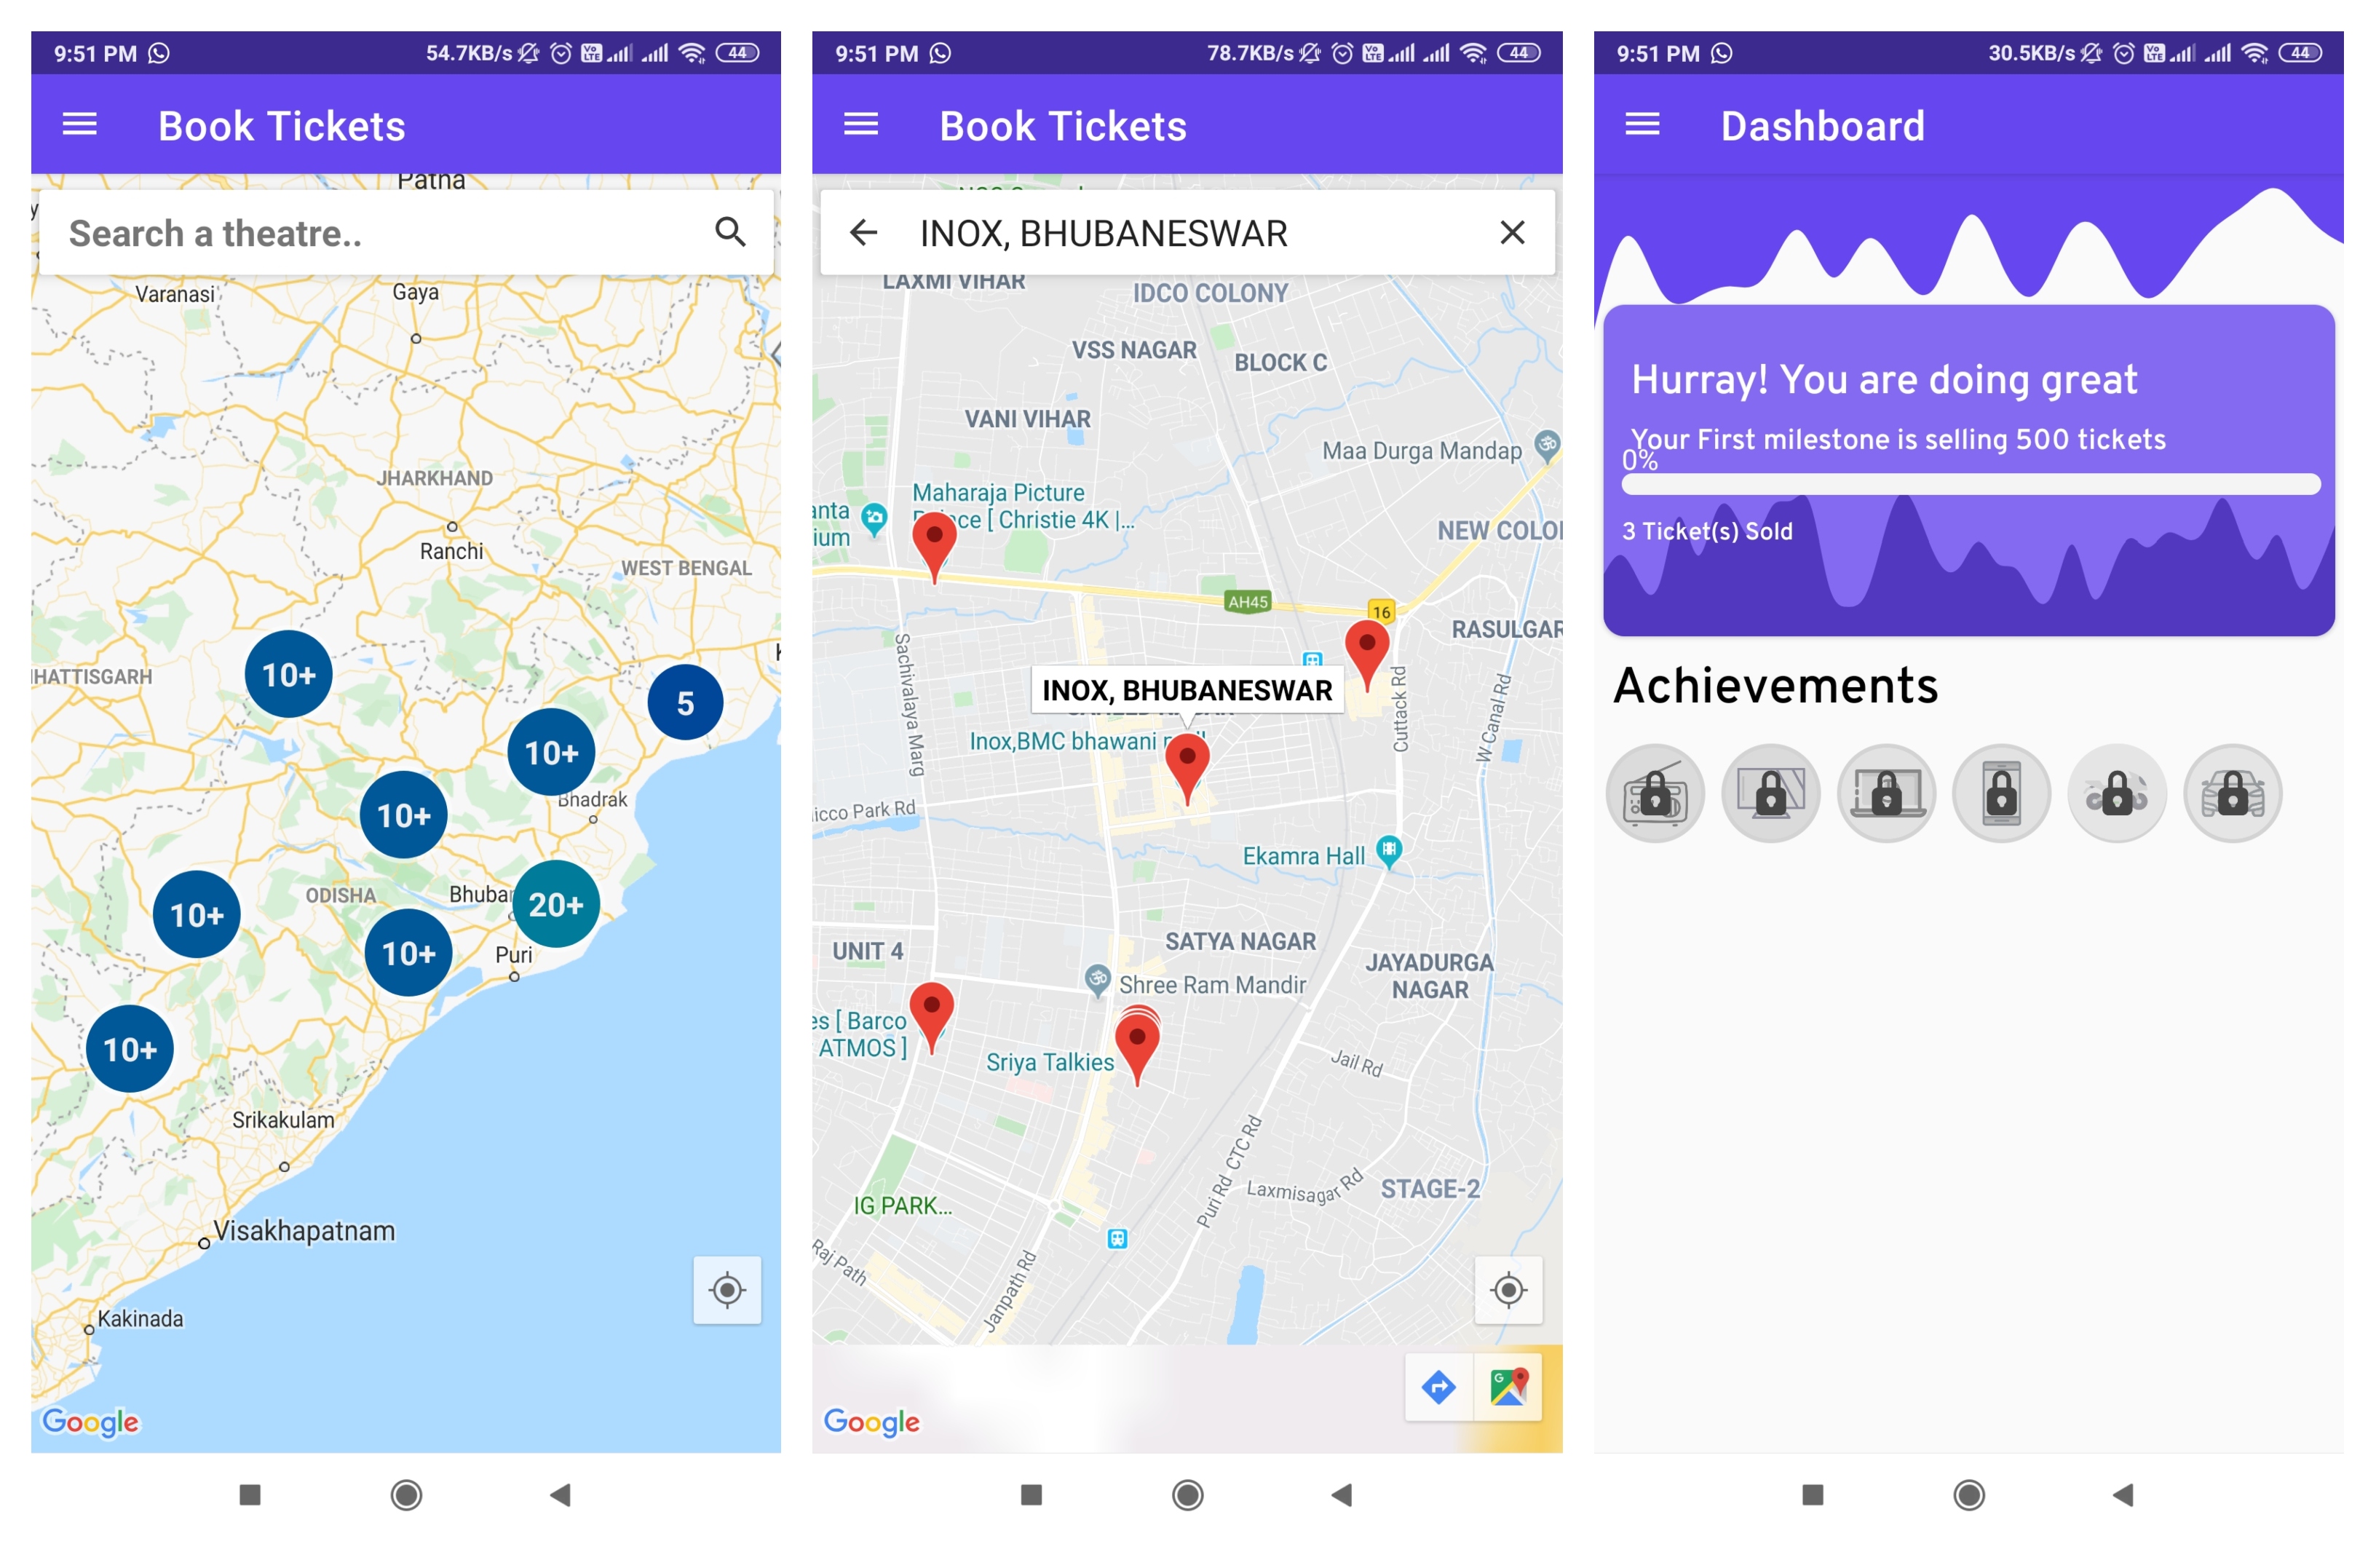 9:51 PM 54.7KB/s Vo LTE 44
Book Tickets
Patna
Search a theatre..
Varanasi
Gaya
JHARKHAND
Ranchi
WEST BENGAL
HATTISGARH
10+
5
10+
Bhadrak
10+
ODISHA
Bhubar
20+
10+
10+
Puri
10+
Srikakulam
Visakhapatnam
Kakinada
Google
9:51 PM 78.7KB/s Vo LTE 44
Book Tickets
INOX, BHUBANESWAR
LAXMI VIHAR
IDCO COLONY
VSS NAGAR
BLOCK C
VANI VIHAR
Maa Durga Mandap
Maharaja Picture
ace [ Christie 4K |...
anta
ium
NEW COLO
AH45
16
RASULGAR
Sachivalaya Marg
Cuttack Rd
W Canal Rd
INOX, BHUBANESWAR
Inox,BMC bhawani
icco Park Rd
Ekamra Hall
UNIT 4
SATYA NAGAR
JAYADURGA
NAGAR
Shree Ram Mandir
es [ Barco
ATMOS ]
Sriya Talkies
Jail Rd
Puri Rd
CTC Rd
Laxmisagar Rd
STAGE-2
IG PARK...
Raj Path
Janpath Rd
G
Google
9:51 PM 30.5KB/s Vo LTE 44
Dashboard
Hurray! You are doing great
Your First milestone is selling 500 tickets
0%
3 Ticket(s) Sold
Achievements